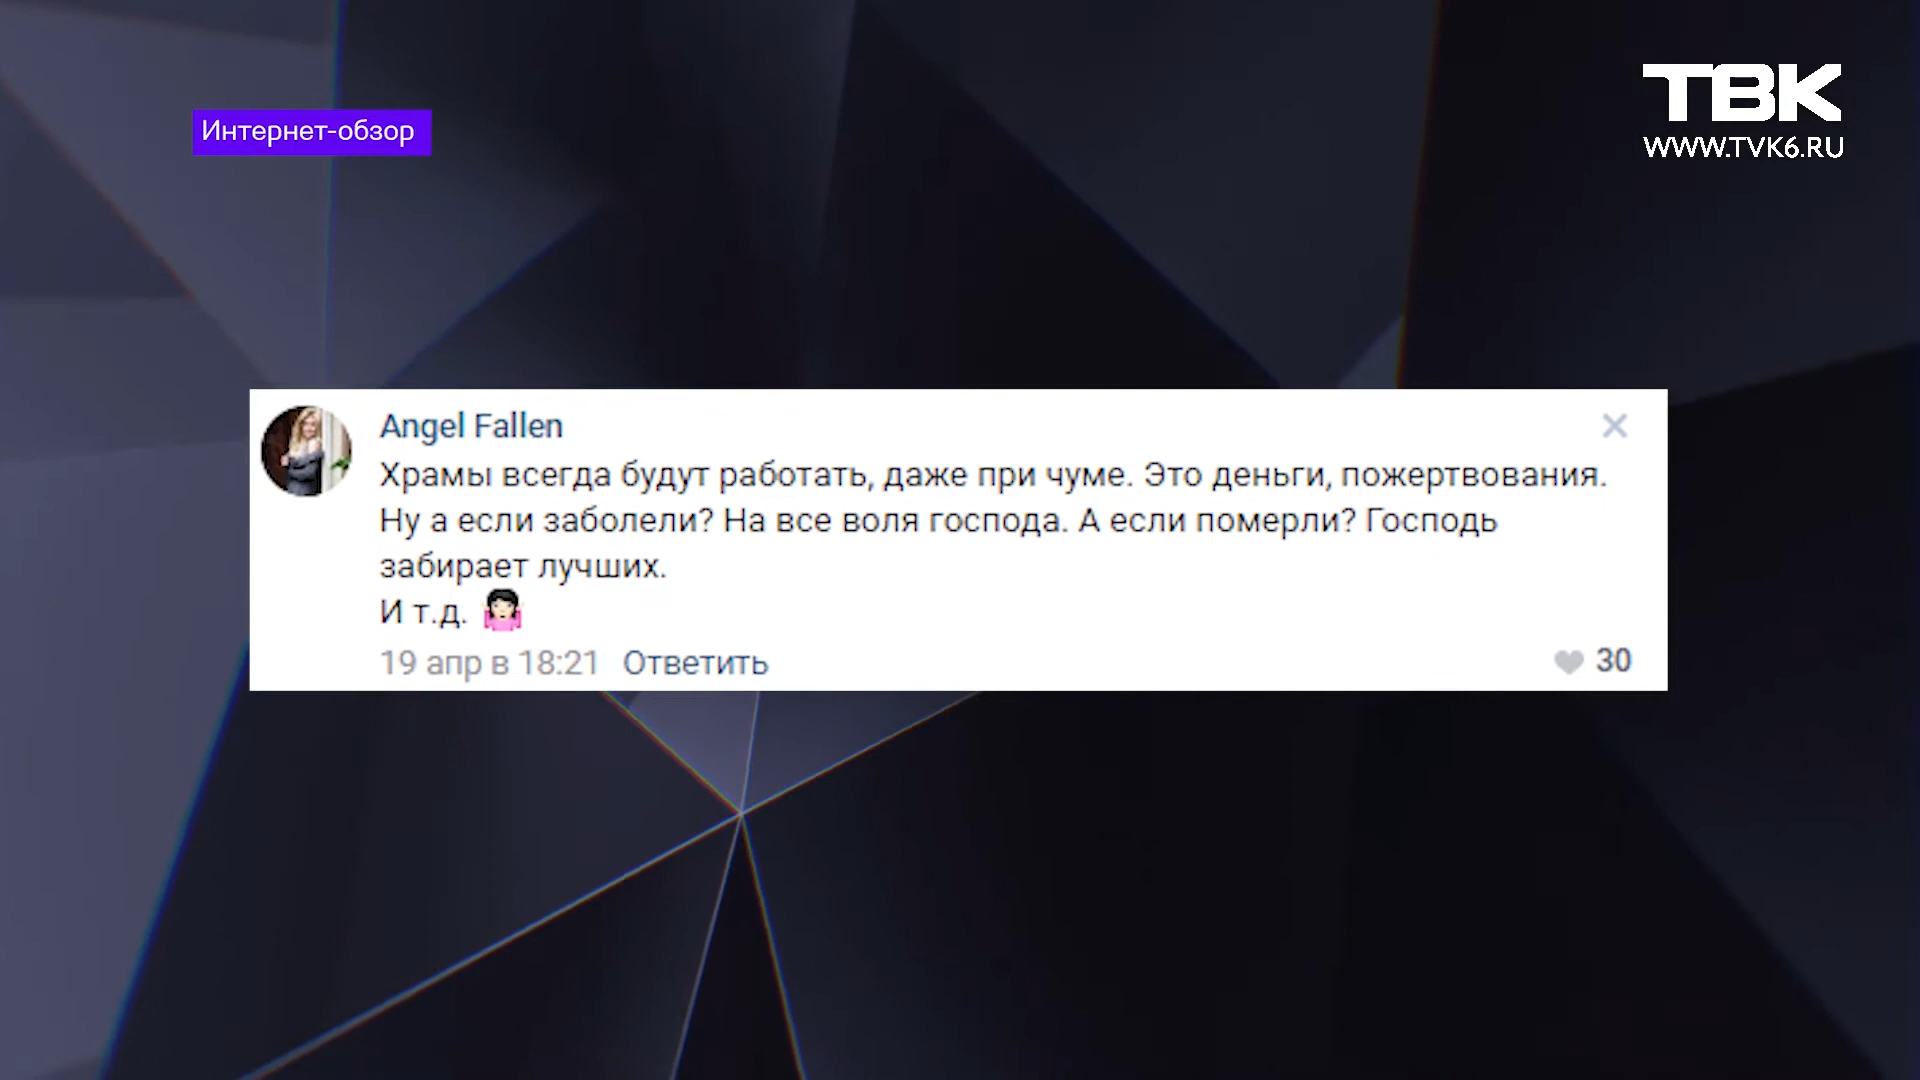 Интернет-обзор
ТВК
WWW.TVK6.RU
Angel Fallen
Храмы всегда будут работать, даже при чуме. Это деньги, пожертвования.
Ну а если заболели? На все воля господа. А если померли? Господь
забирает лучших.
И т.д. 🤷🏻‍♀️
19 апр в 18:21 Ответить
30